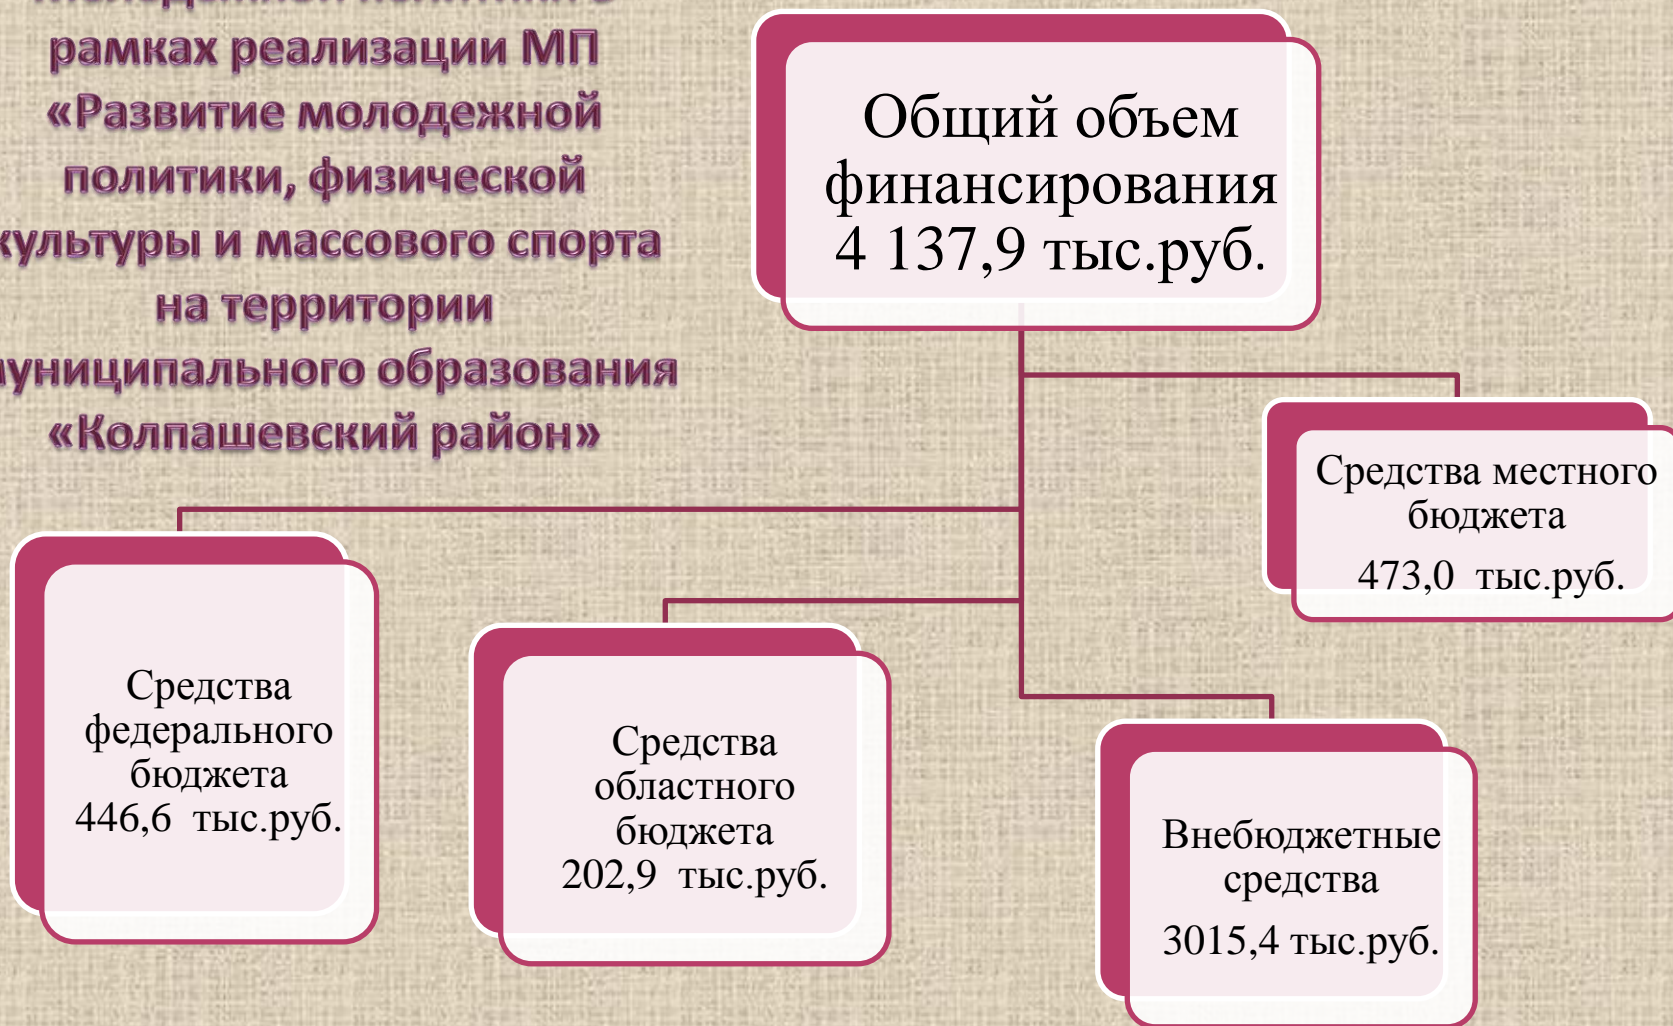 молодежной политики в
рамках реализации МП
«Развитие молодежной
политики, физической
культуры и массового спорта
на территории
муниципального образования
«Колпашевский район»
Общий объем
финансирования
4 137,9 тыс.руб.
Средства местного
бюджета
473,0 тыс.руб.
Средства
федерального
бюджета
446,6 тыс.руб.
Средства
областного
бюджета
202,9 тыс.руб.
Внебюджетные
средства
3015,4 тыс.руб.